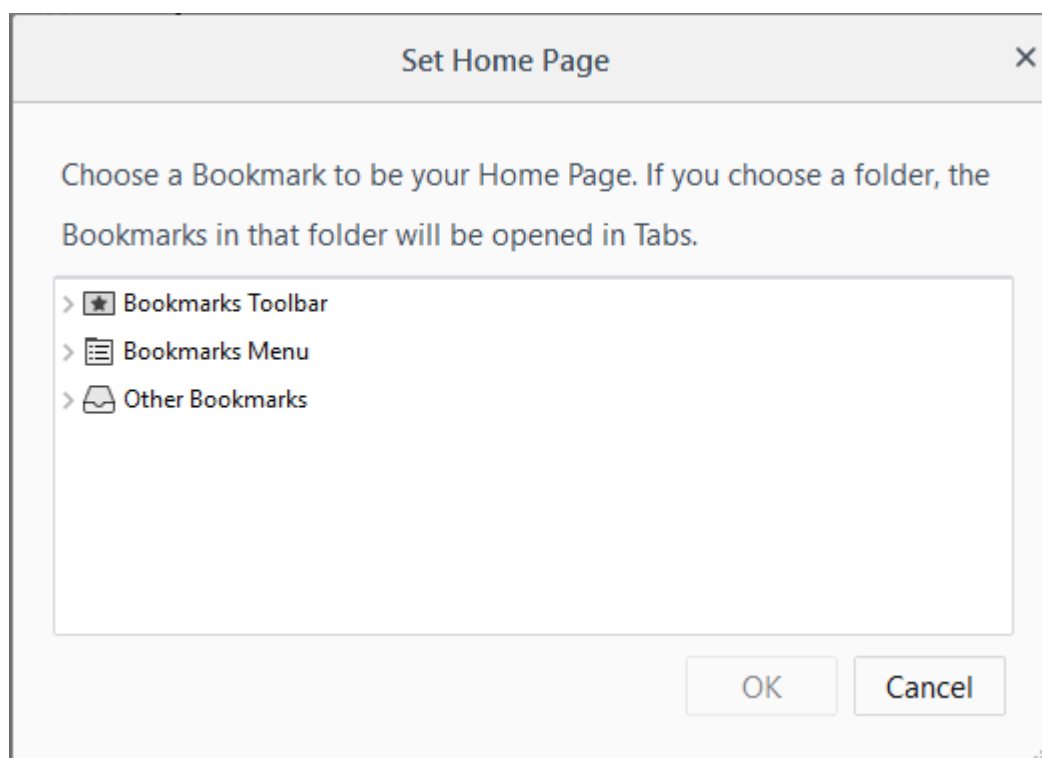 Set Home Page
Choose a Bookmark to be your Home Page. If you choose a folder, the
Bookmarks in that folder will be opened in Tabs.
Bookmarks Toolbar
Bookmarks Menu
Other Bookmarks
OK Cancel